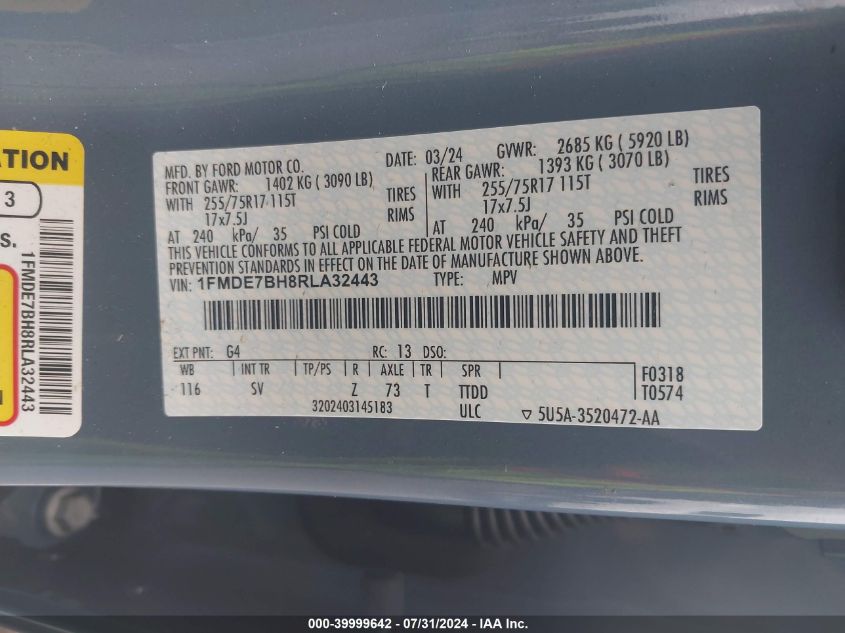 ATION
3
S.
1FMDE7BH8RLA32443
MFD. BY FORD MOTOR CO. DATE: 03/24 GVWR: 2685 KG ( 5920 LB)
FRONT GAWR: 1402 KG ( 3090 LB) REAR GAWR: 1393 KG ( 3070 LB)
WITH 255/75R17 115T TIRES WITH 255/75R17 115T TIRES
17x7.5J RIMS 17x7.5J RIMS
AT 240 kPa/ 35 PSI COLD AT 240 kPa/ 35 PSI COLD
THIS VEHICLE CONFORMS TO ALL APPLICABLE FEDERAL MOTOR VEHICLE SAFETY AND THEFT
PREVENTION STANDARDS IN EFFECT ON THE DATE OF MANUFACTURE SHOWN ABOVE.
VIN: 1FMDE7BH8RLA32443 TYPE: MPV
EXT PNT: G4 RC: 13 DSO:
WB INT TR TP/PS R AXLE TR SPR F0318
116 SV Z 73 T TTDD T0574
3202403145183 ULC 5U5A-3520472-AA
000-39999642 - 07/31/2024 - IAA Inc.